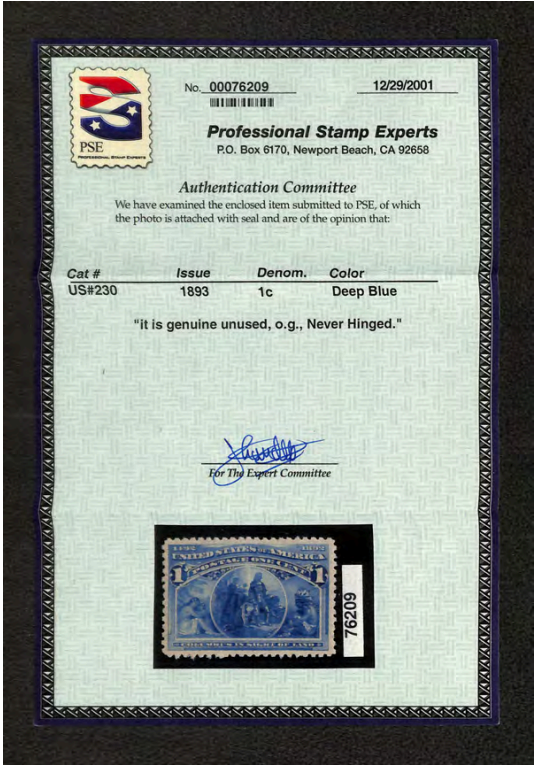 PSE
PROFESSIONAL STAMP EXPERTS
No. 00076209
12/29/2001
Professional Stamp Experts
P.O. Box 6170, Newport Beach, CA 92658
Authentication Committee
We have examined the enclosed item submitted to PSE, of which
the photo is attached with seal and are of the opinion that:
Cat # Issue Denom. Color
US#230 1893 1c Deep Blue
"it is genuine unused, o.g., Never Hinged."
For The Expert Committee
1492 1892
UNITED STATES OF AMERICA
POSTAGE ONE CENT
1 1
COLUMBUS IN SIGHT OF LAND
76209